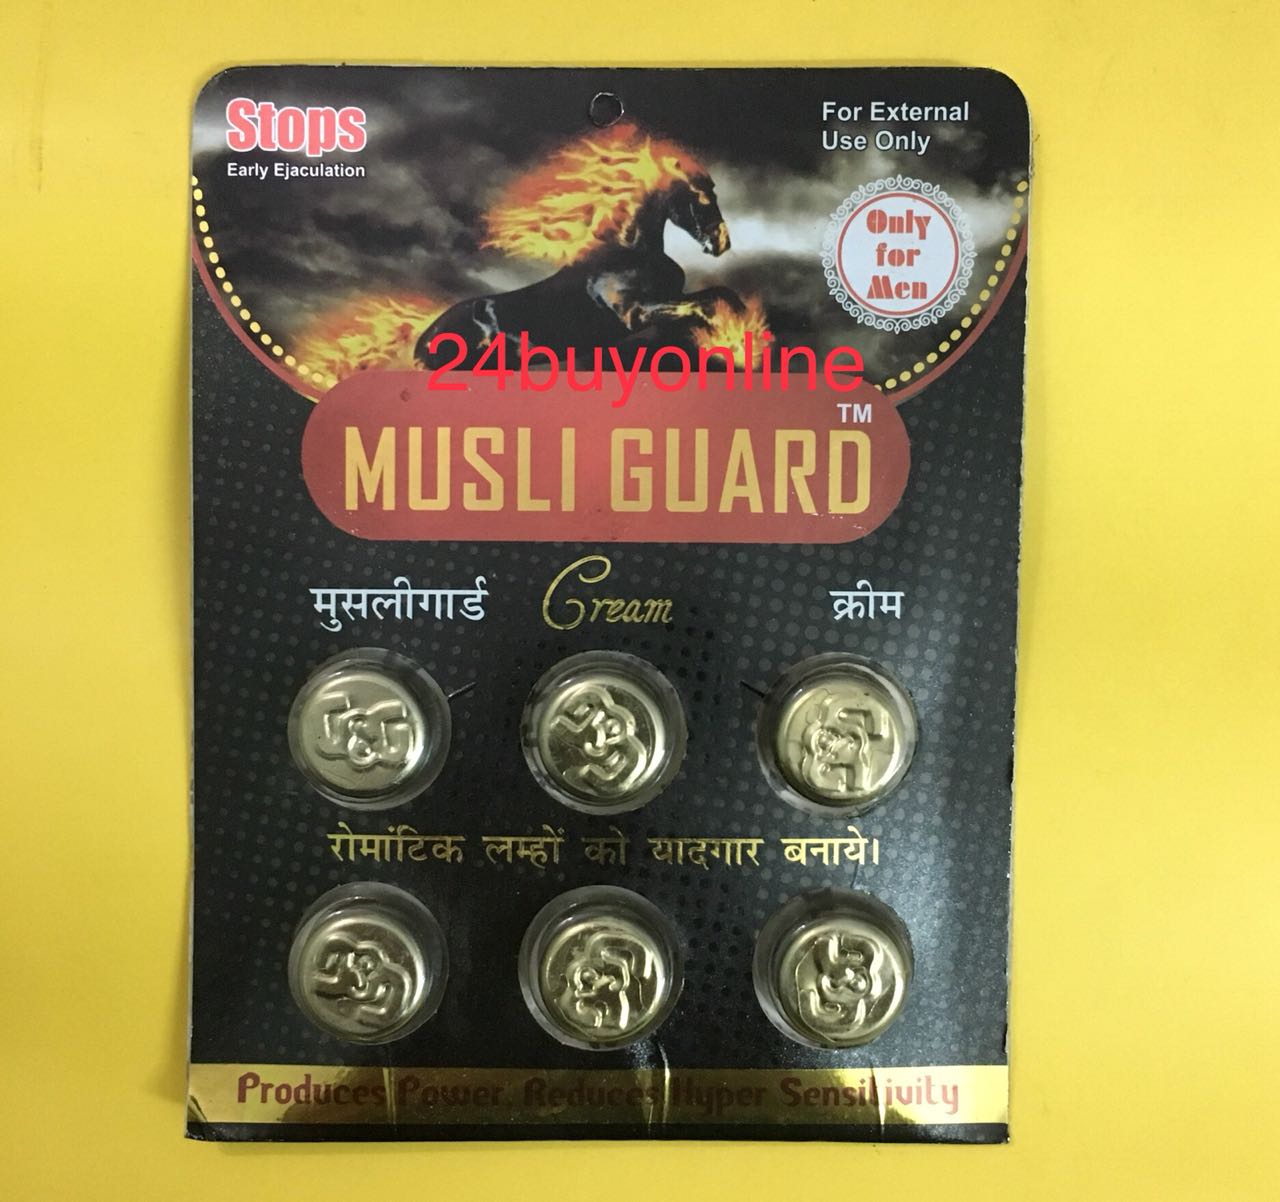 Stops
Early Ejaculation
For External
Use Only
Only
for
Men
24buyonline
TM
MUSLI GUARD
मुसलीगार्ड Cream क्रीम
रोमांटिक लम्हों को यादगार बनाये।
Produces Power, Reduces Hyper Sensitivity